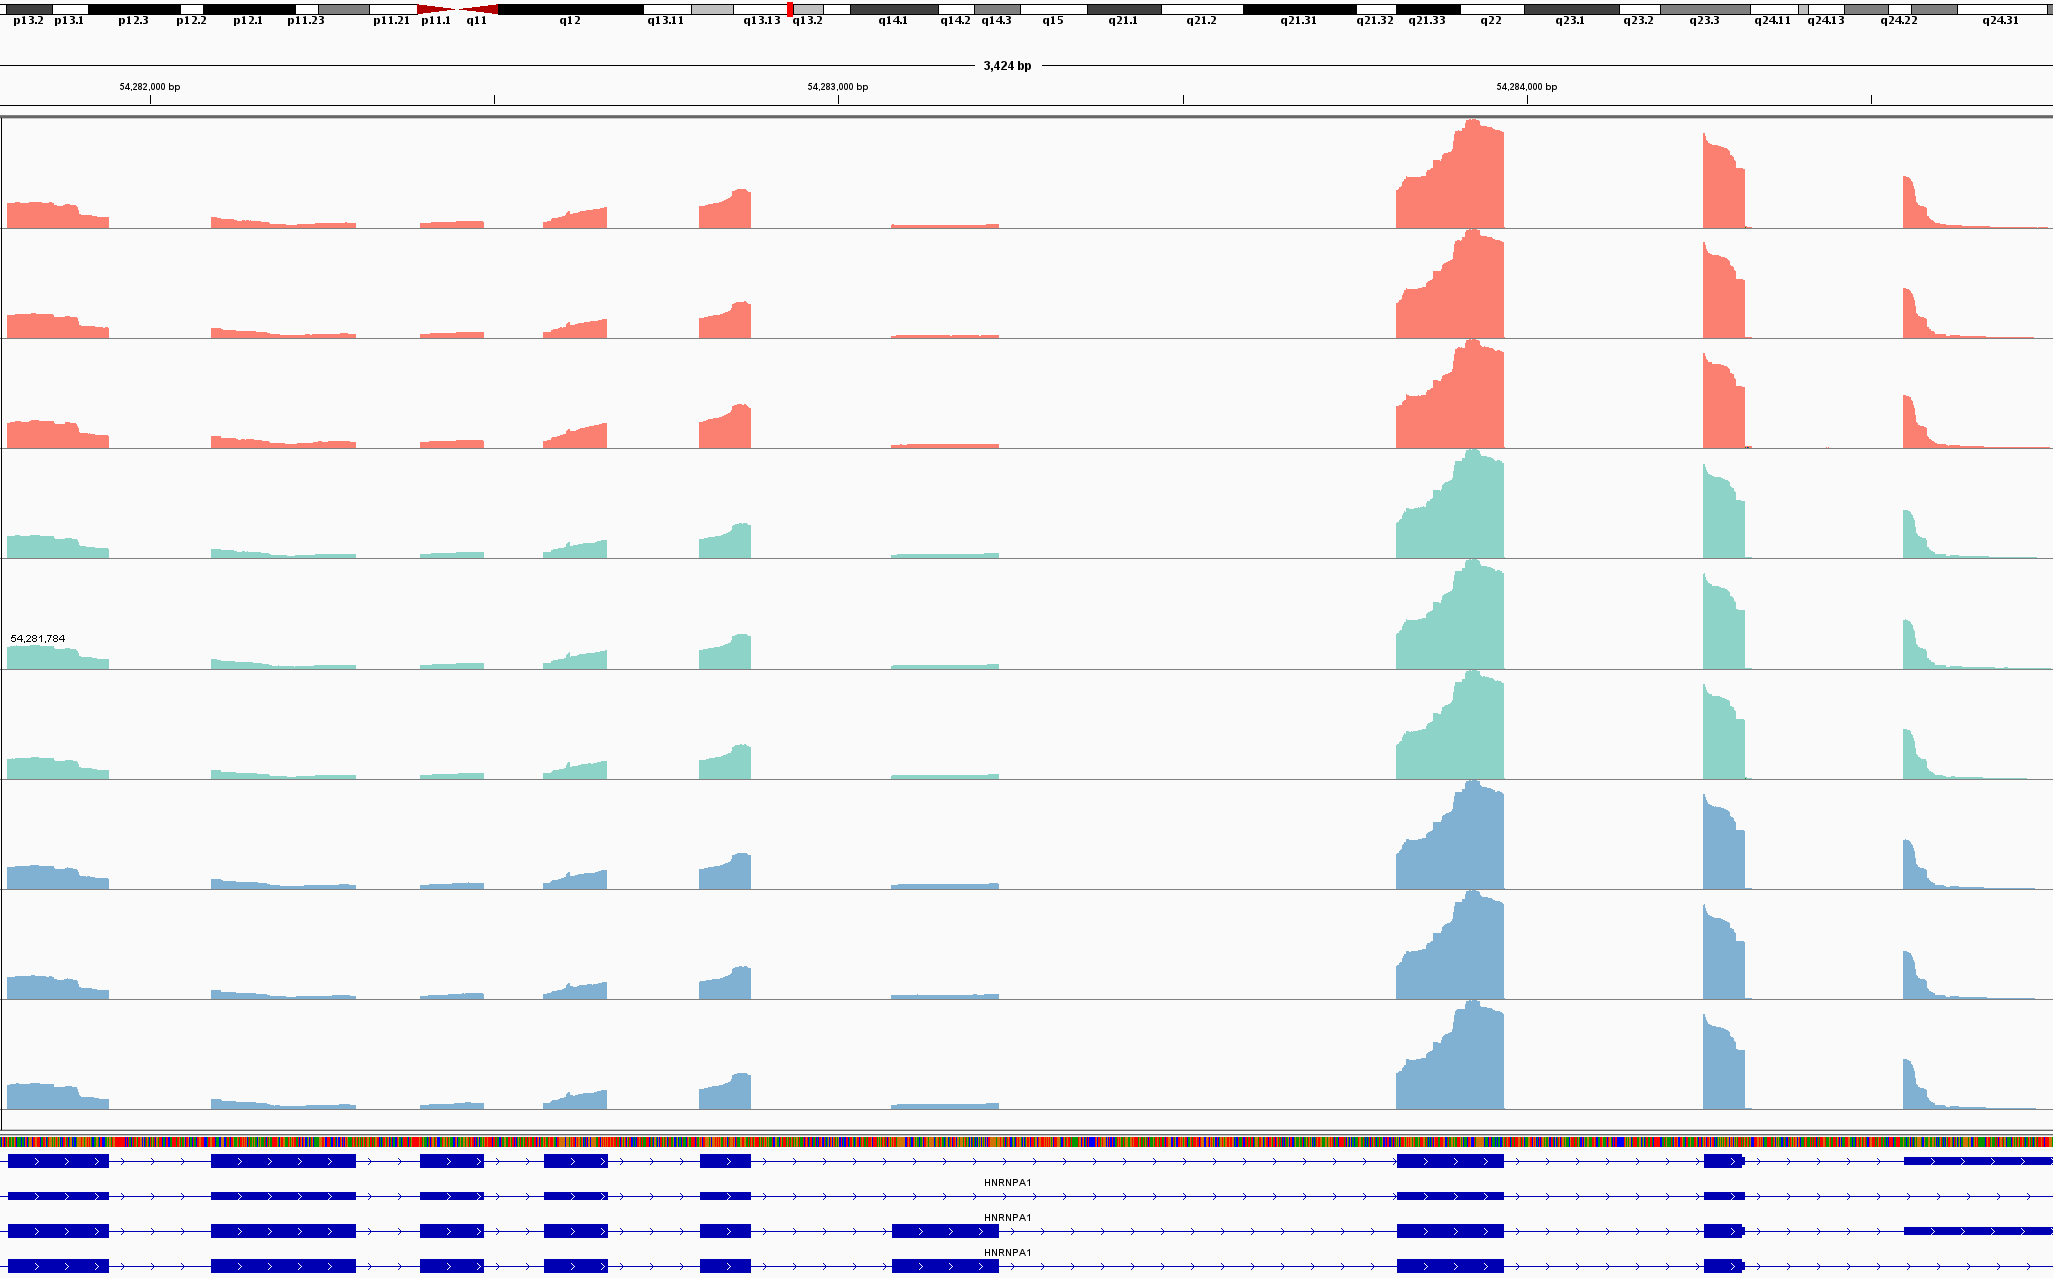 p13.2 p13.1 p12.3 p12.2 p12.1 p11.23 p11.21 p11.1 q11 q12 q13.11 q13.13 q13.2 q14.1 q14.2 q14.3 q15 q21.1 q21.2 q21.31 q21.32 q21.33 q22 q23.1 q23.2 q23.3 q24.11 q24.13 q24.22 q24.31
3,424 bp
54,282,000 bp 54,283,000 bp 54,284,000 bp
54,281,784
HNRNPA1
HNRNPA1
HNRNPA1